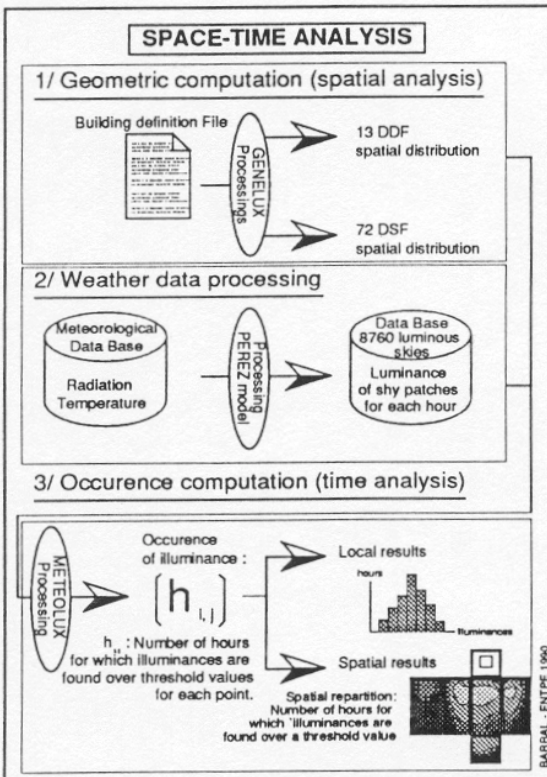 SPACE-TIME ANALYSIS
1/ Geometric computation (spatial analysis)
Building definition File
GENELUX
Processings
13 DDF
spatial distribution
72 DSF
spatial distribution
2/ Weather data processing
Meteorological
Data Base
Radiation
Temperature
Processing
PEREZ model
Data Base
8760 luminous
skies
Luminance
of shy patches
for each hour
3/ Occurence computation (time analysis)
METEOLUX
Processing
Occurence
of illuminance :
[h i,j]
h i,j : Number of hours
for which illuminances are
found over threshold values
for each point.
Local results
hours
illuminances
Spatial results
Spatial repartition:
Number of hours for
which 'illuminances are
found over a threshold value
BARRAL - ENTPE 1990